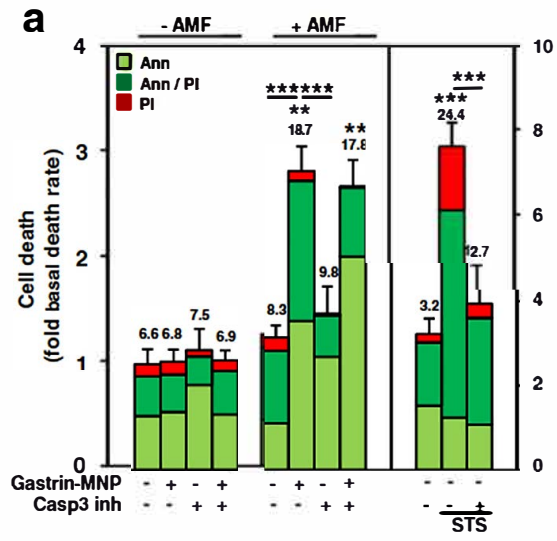 a
- AMF
+ AMF
4
3
2
1
0
10
8
6
4
2
0
Cell death
(fold basal death rate)
Ann
Ann / PI
PI
6.6 6.8 7.5 6.9
8.3 18.7 9.8 17.8
3.2 24.4 12.7
*** ***
**
**
***
***
Gastrin-MNP - + - + - + - + - - -
Casp3 inh - - + + - - + + - - +
STS